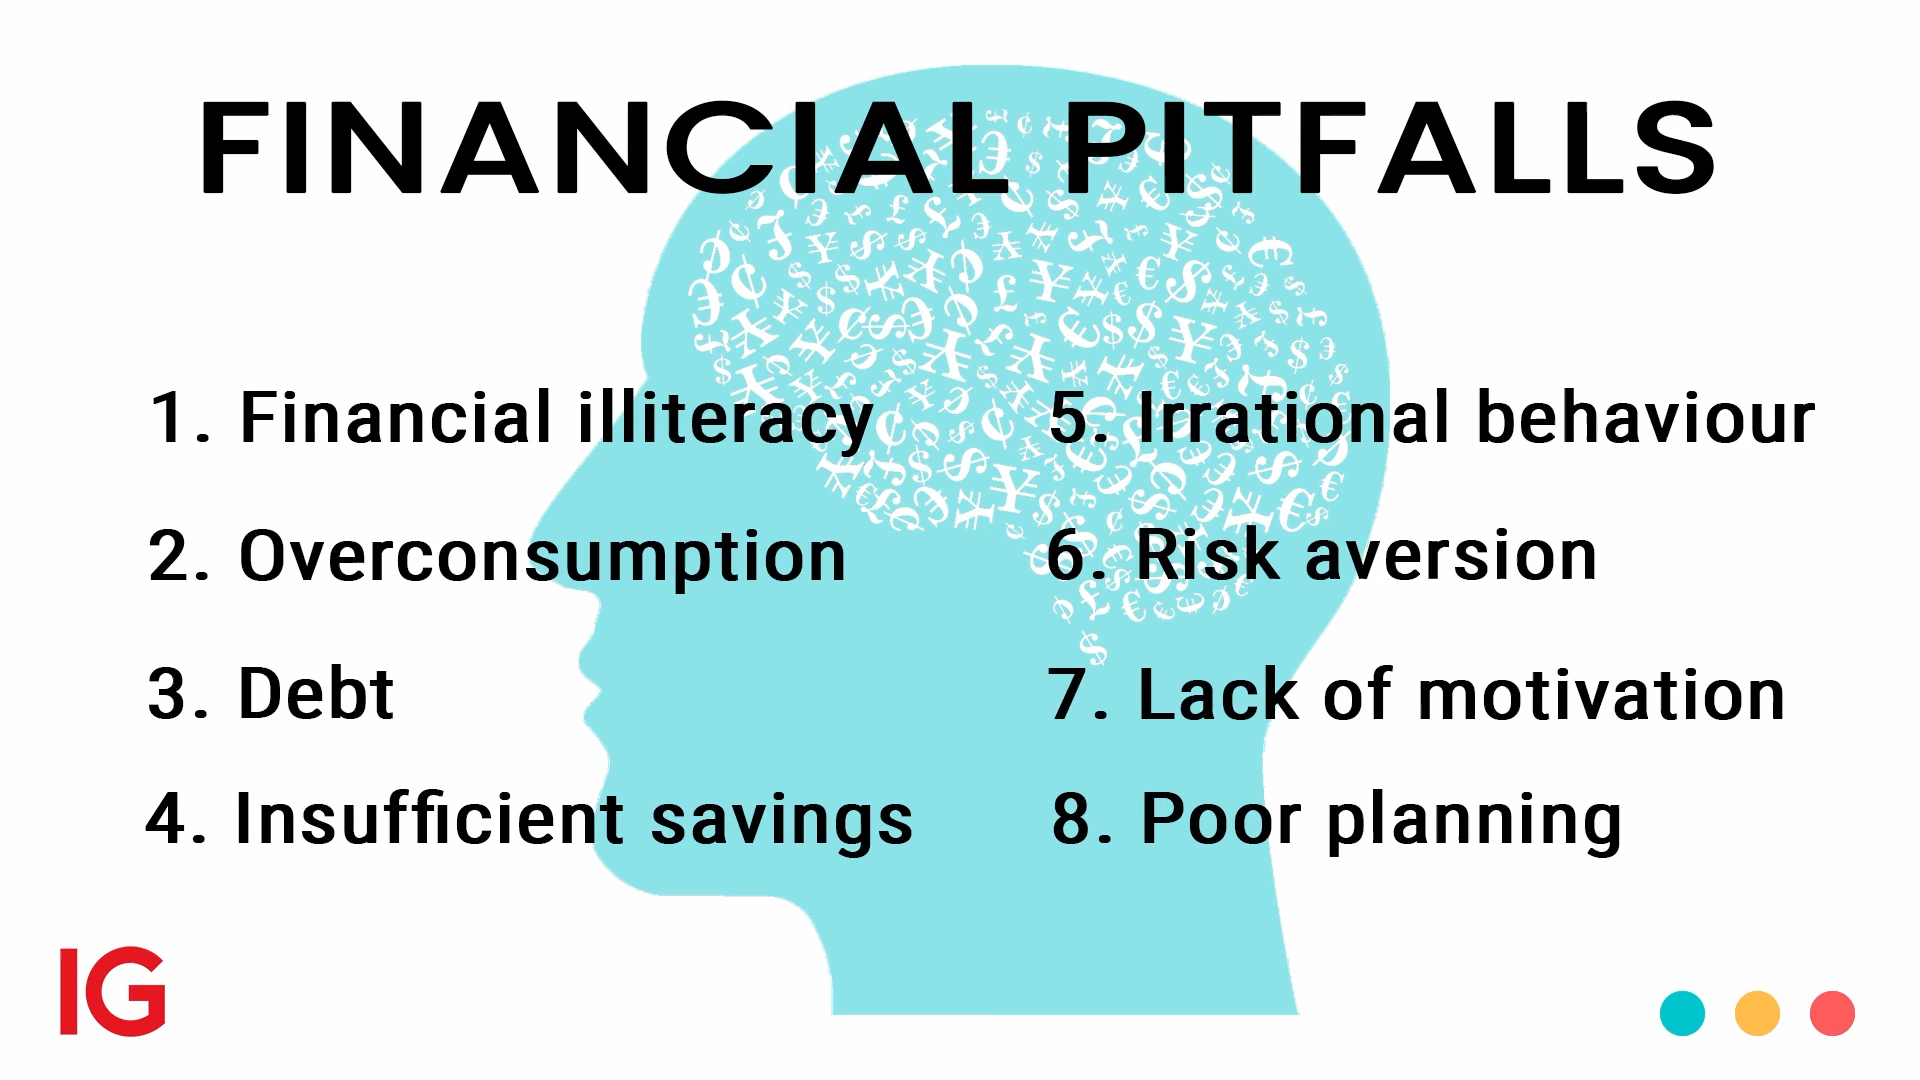 FINANCIAL PITFALLS
1. Financial illiteracy
2. Overconsumption
3. Debt
4. Insufficient savings
5. Irrational behaviour
6. Risk aversion
7. Lack of motivation
8. Poor planning
IG